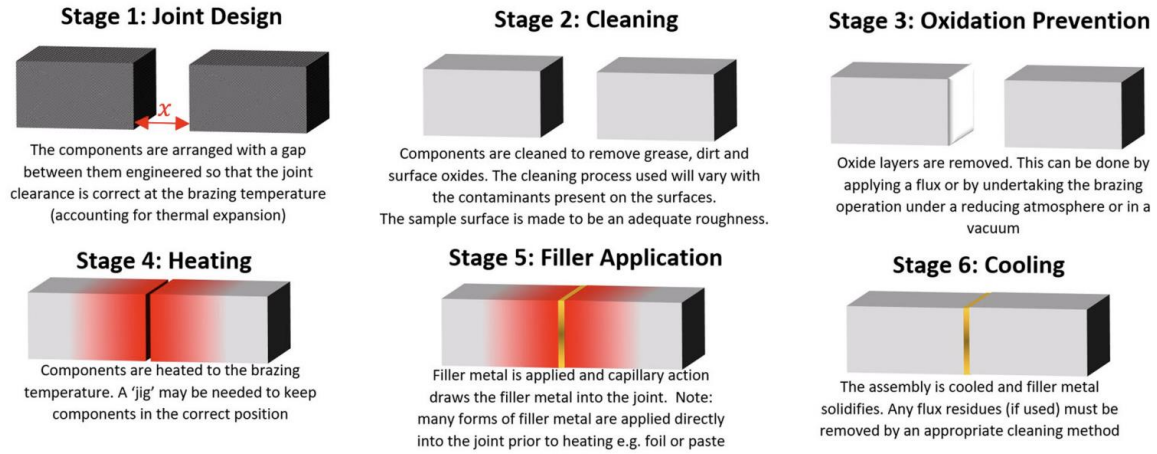 Stage 1: Joint Design
x
The components are arranged with a gap
between them engineered so that the joint
clearance is correct at the brazing temperature
(accounting for thermal expansion)
Stage 2: Cleaning
Components are cleaned to remove grease, dirt and
surface oxides. The cleaning process used will vary with
the contaminants present on the surfaces.
The sample surface is made to be an adequate roughness.
Stage 3: Oxidation Prevention
Oxide layers are removed. This can be done by
applying a flux or by undertaking the brazing
operation under a reducing atmosphere or in a
vacuum
Stage 4: Heating
Components are heated to the brazing
temperature. A ‘jig’ may be needed to keep
components in the correct position
Stage 5: Filler Application
Filler metal is applied and capillary action
draws the filler metal into the joint. Note:
many forms of filler metal are applied directly
into the joint prior to heating e.g. foil or paste
Stage 6: Cooling
The assembly is cooled and filler metal
solidifies. Any flux residues (if used) must be
removed by an appropriate cleaning method